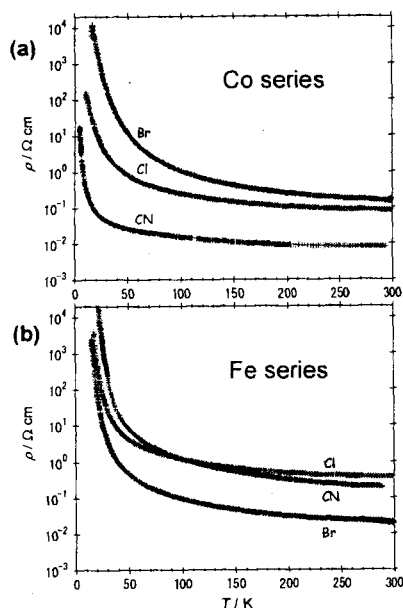 (a)
Co series
ρ / Ω cm
10⁴
10³
10²
10¹
10⁰
10⁻¹
10⁻²
10⁻³
Br
Cl
CN
0 50 100 150 200 250 300
(b)
Fe series
ρ / Ω cm
10⁴
10³
10²
10¹
10⁰
10⁻¹
10⁻²
10⁻³
Cl
CN
Br
0 50 100 150 200 250 300
T / K